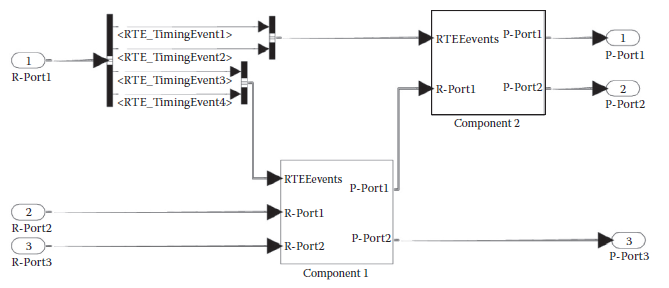 1
R-Port1
<RTE_TimingEvent1>
<RTE_TimingEvent2>
<RTE_TimingEvent3>
<RTE_TimingEvent4>
RTEEevents
P-Port1
R-Port1
P-Port2
Component 2
1
P-Port1
2
P-Port2
RTEEevents
P-Port1
R-Port1
R-Port2
P-Port2
Component 1
2
R-Port2
3
R-Port3
3
P-Port3